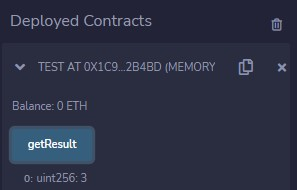 Deployed Contracts
TEST AT 0X1C9...2B4BD (MEMORY
Balance: 0 ETH
getResult
0: uint256: 3